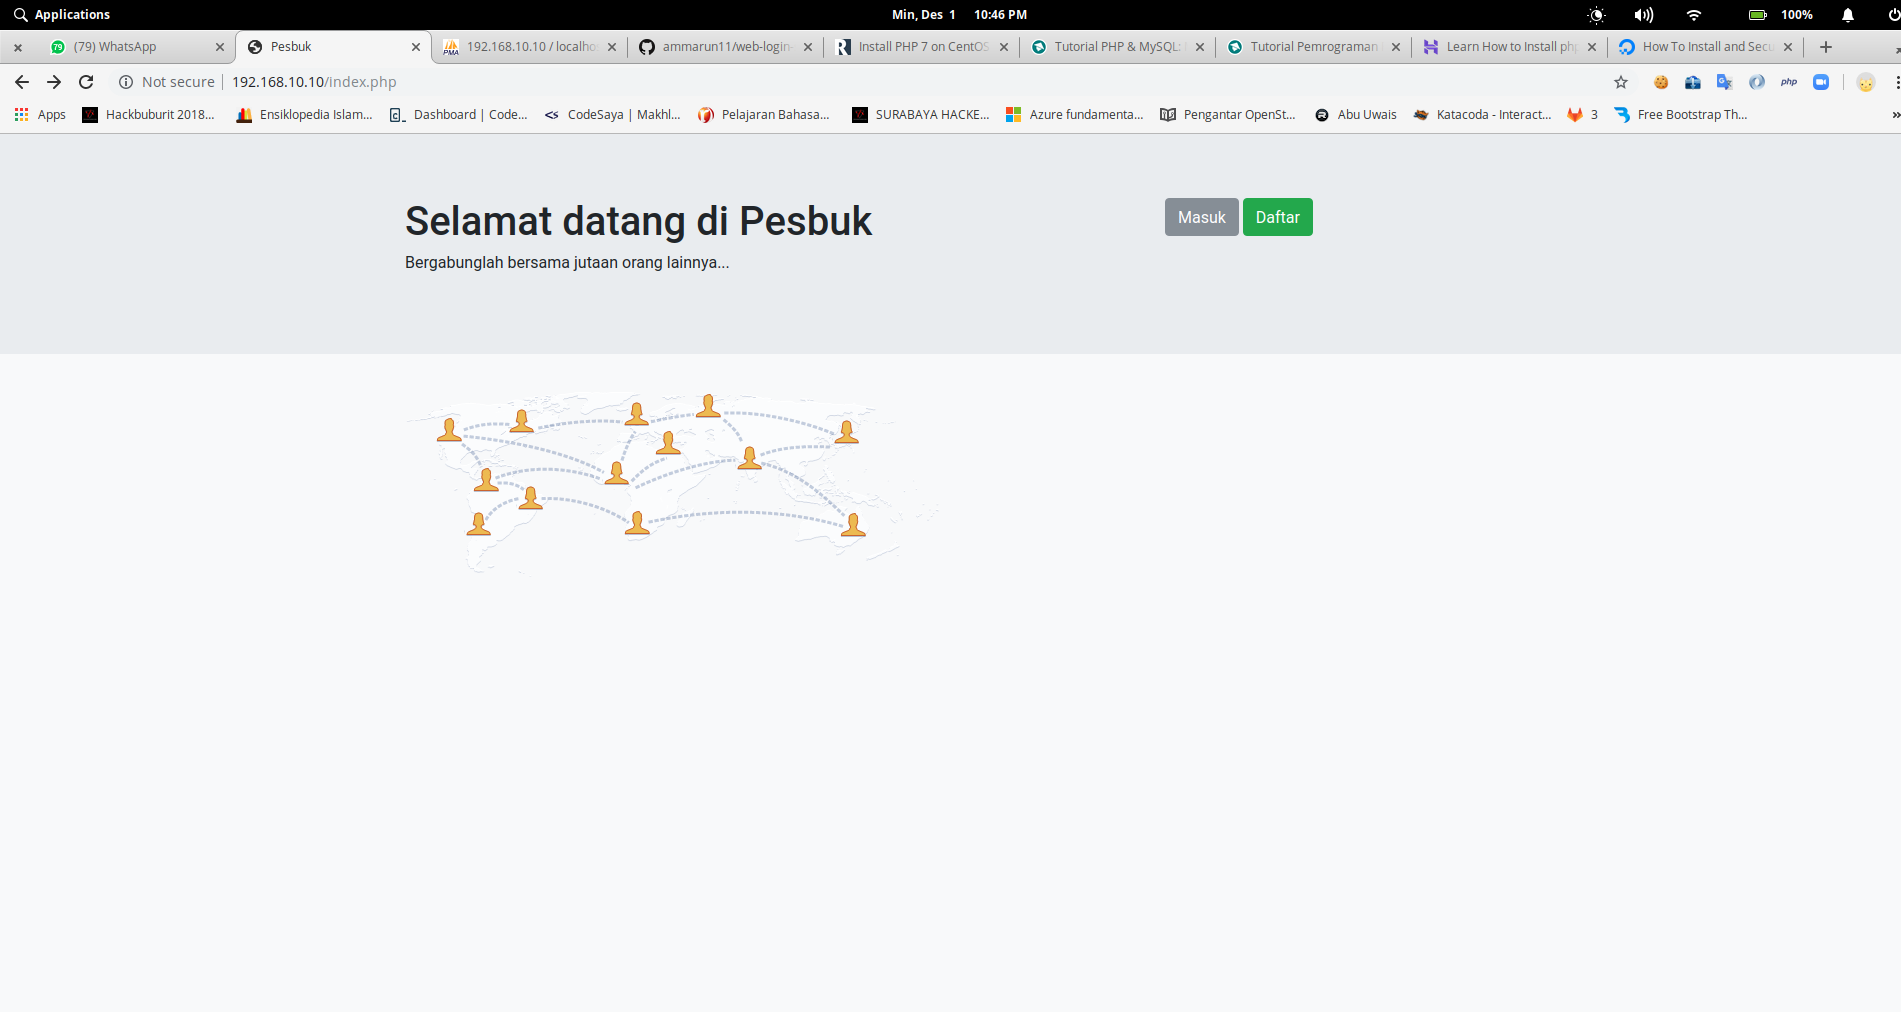 Applications Min, Des 1 10:46 PM 100%
(79) WhatsApp Pesbuk 192.168.10.10 / localho ammarun11/web-login- Install PHP 7 on CentOS Tutorial PHP & MySQL: Tutorial Pemrograman Learn How to Install php How To Install and Secu
Not secure 192.168.10.10/index.php php
Apps Hackbuburit 2018... Ensiklopedia Islam... Dashboard | Code... CodeSaya | Makhl... Pelajaran Bahasa... SURABAYA HACKE... Azure fundamenta... Pengantar OpenSt... Abu Uwais Katacoda - Interact... 3 Free Bootstrap Th...
Selamat datang di Pesbuk Masuk Daftar
Bergabunglah bersama jutaan orang lainnya...